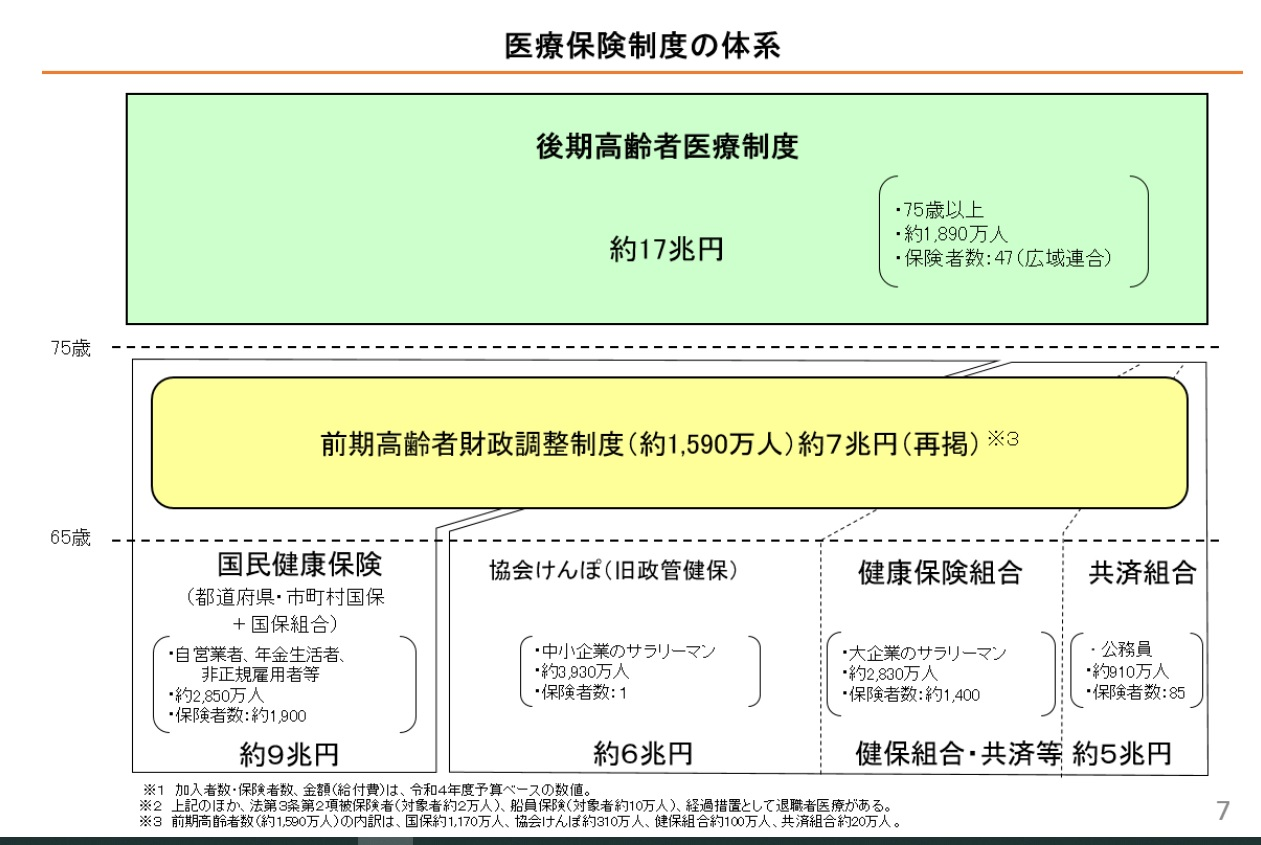 医療保険制度の体系
後期高齢者医療制度
約17兆円
・75歳以上
・約1,890万人
・保険者数:47(広域連合)
75歳
前期高齢者財政調整制度(約1,590万人)約7兆円(再掲)※3
65歳
国民健康保険
(都道府県・市町村国保
+国保組合)
・自営業者、年金生活者、
非正規雇用者等
・約2,850万人
・保険者数:約1,900
約9兆円
協会けんぽ(旧政管健保)
・中小企業のサラリーマン
・約3,930万人
・保険者数:1
約6兆円
健康保険組合
・大企業のサラリーマン
・約2,830万人
・保険者数:約1,400
共済組合
・公務員
・約910万人
・保険者数:85
健保組合・共済等 約5兆円
※1 加入者数・保険者数、金額(給付費)は、令和4年度予算ベースの数値。
※2 上記のほか、法第3条第2項被保険者(対象者約2万人)、船員保険(対象者約10万人)、経過措置として退職者医療がある。
※3 前期高齢者数(約1,590万人)の内訳は、国保約1,170万人、協会けんぽ約310万人、健保組合約100万人、共済組合約20万人。
7